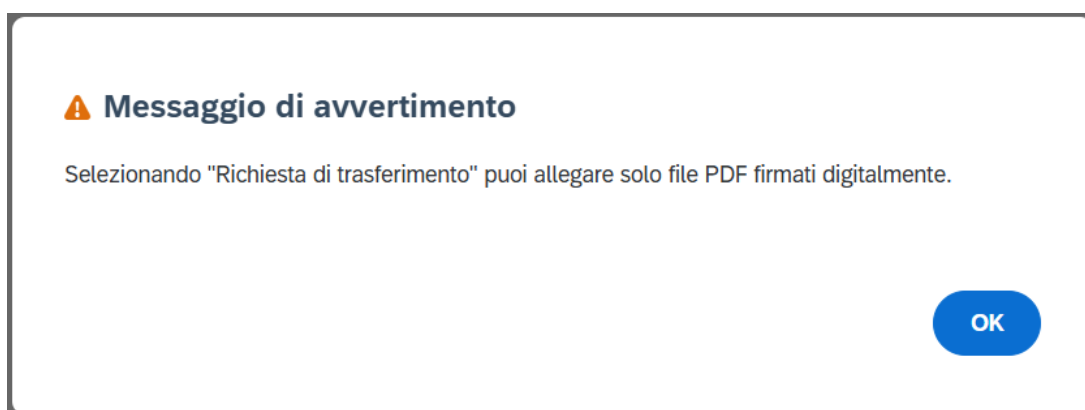 Messaggio di avvertimento
Selezionando "Richiesta di trasferimento" puoi allegare solo file PDF firmati digitalmente.
OK